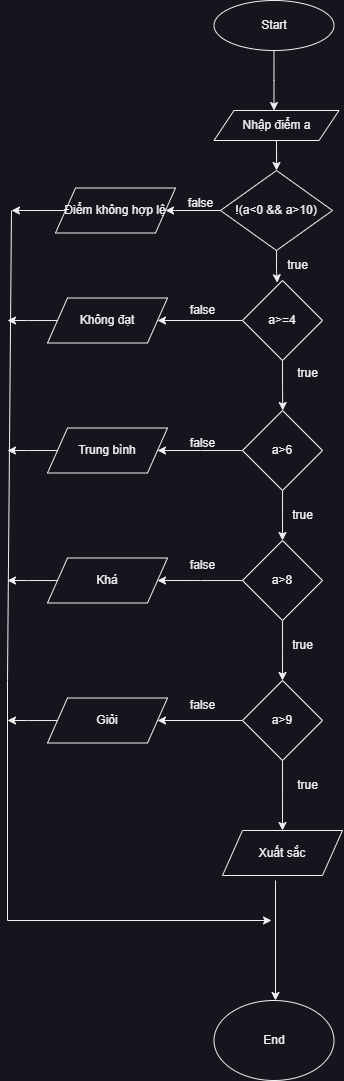 Start
Nhập điểm a
!(a<0 && a>10)
false
Điểm không hợp lệ
true
a>=4
false
Không đạt
true
a>6
false
Trung bình
true
a>8
false
Khá
true
a>9
false
Giỏi
true
Xuất sắc
End